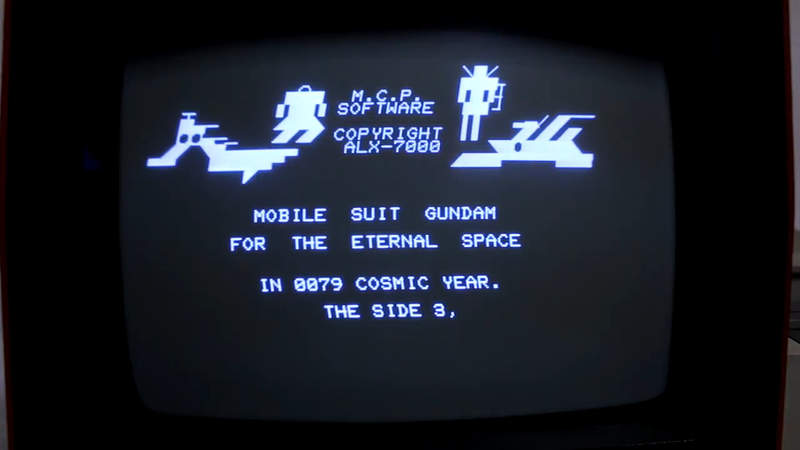 M.C.P.
SOFTWARE
COPYRIGHT
ALX-7000
MOBILE SUIT GUNDAM
FOR THE ETERNAL SPACE
IN 0079 COSMIC YEAR.
THE SIDE 3,